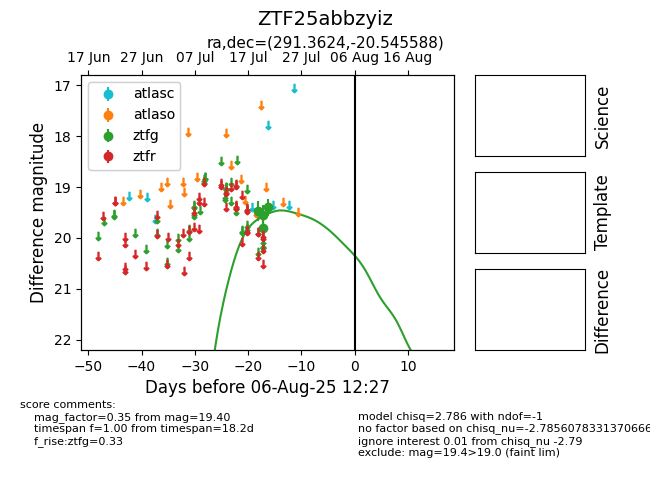 ZTF25abbzyiz
ra,dec=(291.3624,-20.545588)
17 Jun 27 Jun 07 Jul 17 Jul 27 Jul 06 Aug 16 Aug
17
18
19
20
21
22
Difference magnitude
atlasc
atlaso
ztfg
ztfr
−50 −40 −30 −20 −10 0 10
Days before 06-Aug-25 12:27
Science
Template
Difference
score comments:
mag_factor=0.35 from mag=19.40
timespan f=1.00 from timespan=18.2d
f_rise:ztfg=0.33
model chisq=2.786 with ndof=-1
no factor based on chisq_nu=-2.7856078331370666
ignore interest 0.01 from chisq_nu -2.79
exclude: mag=19.4>19.0 (faint lim)